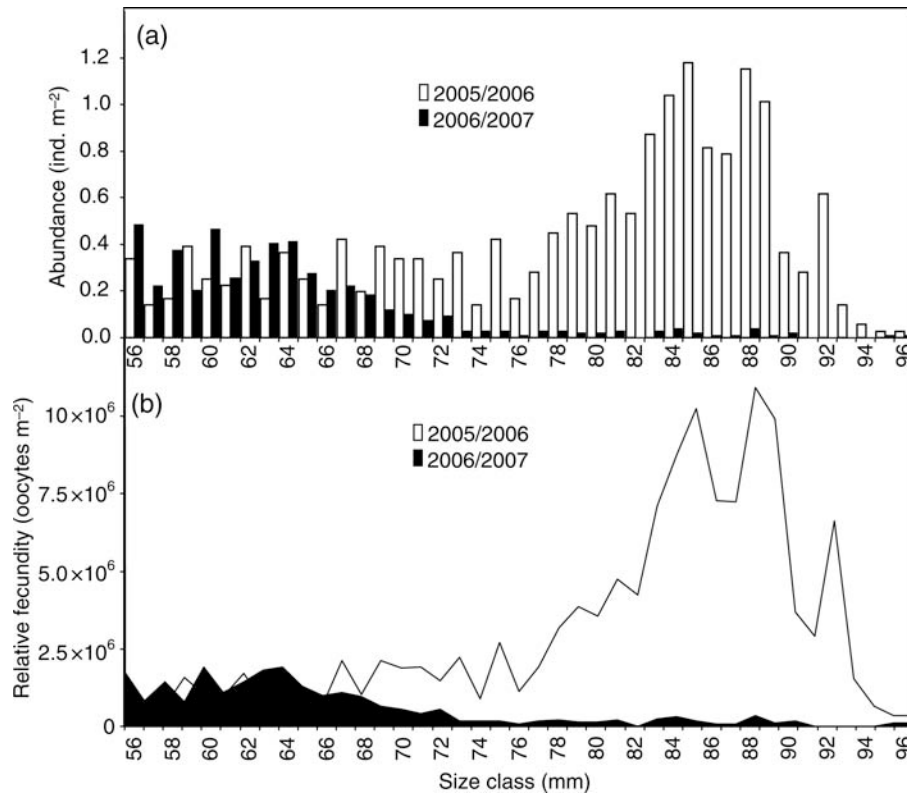 (a)
Abundance (ind. m⁻²)
1.2
1.0
0.8
0.6
0.4
0.2
0.0
2005/2006
2006/2007
56 58 60 62 64 66 68 70 72 74 76 78 80 82 84 86 88 90 92 94 96
(b)
Relative fecundity (oocytes m⁻²)
10×10⁶
7.5×10⁶
5.0×10⁶
2.5×10⁶
0
2005/2006
2006/2007
56 58 60 62 64 66 68 70 72 74 76 78 80 82 84 86 88 90 92 94 96
Size class (mm)